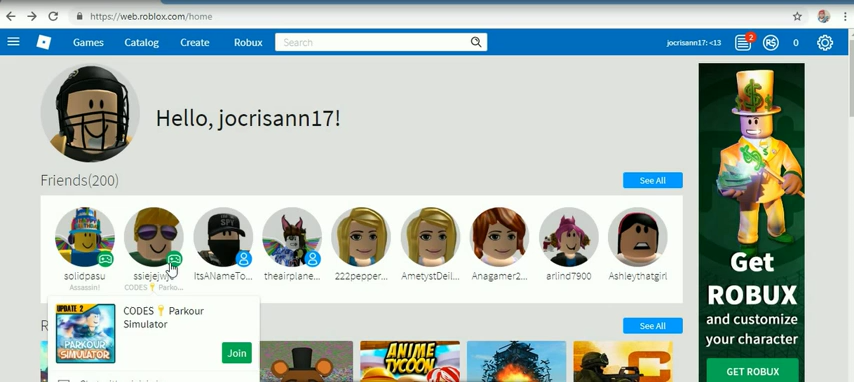 https://web.roblox.com/home
Games Catalog Create Robux Search jocrisann17: <13 2 R$ 0
Hello, jocrisann17!
Friends(200)
See All
solidpasu ItsANameTo... theairplane... 222pepper... AmetystDeil... Anagamer2... arlind7900 Ashleythatgirl
Assassin! CODES Parko...
UPDATE 2
PARKOUR
SIMULATOR
CODES Parkour
Simulator
Join
See All
ANIME
TYCOON
Get
ROBUX
and customize
your character
GET ROBUX